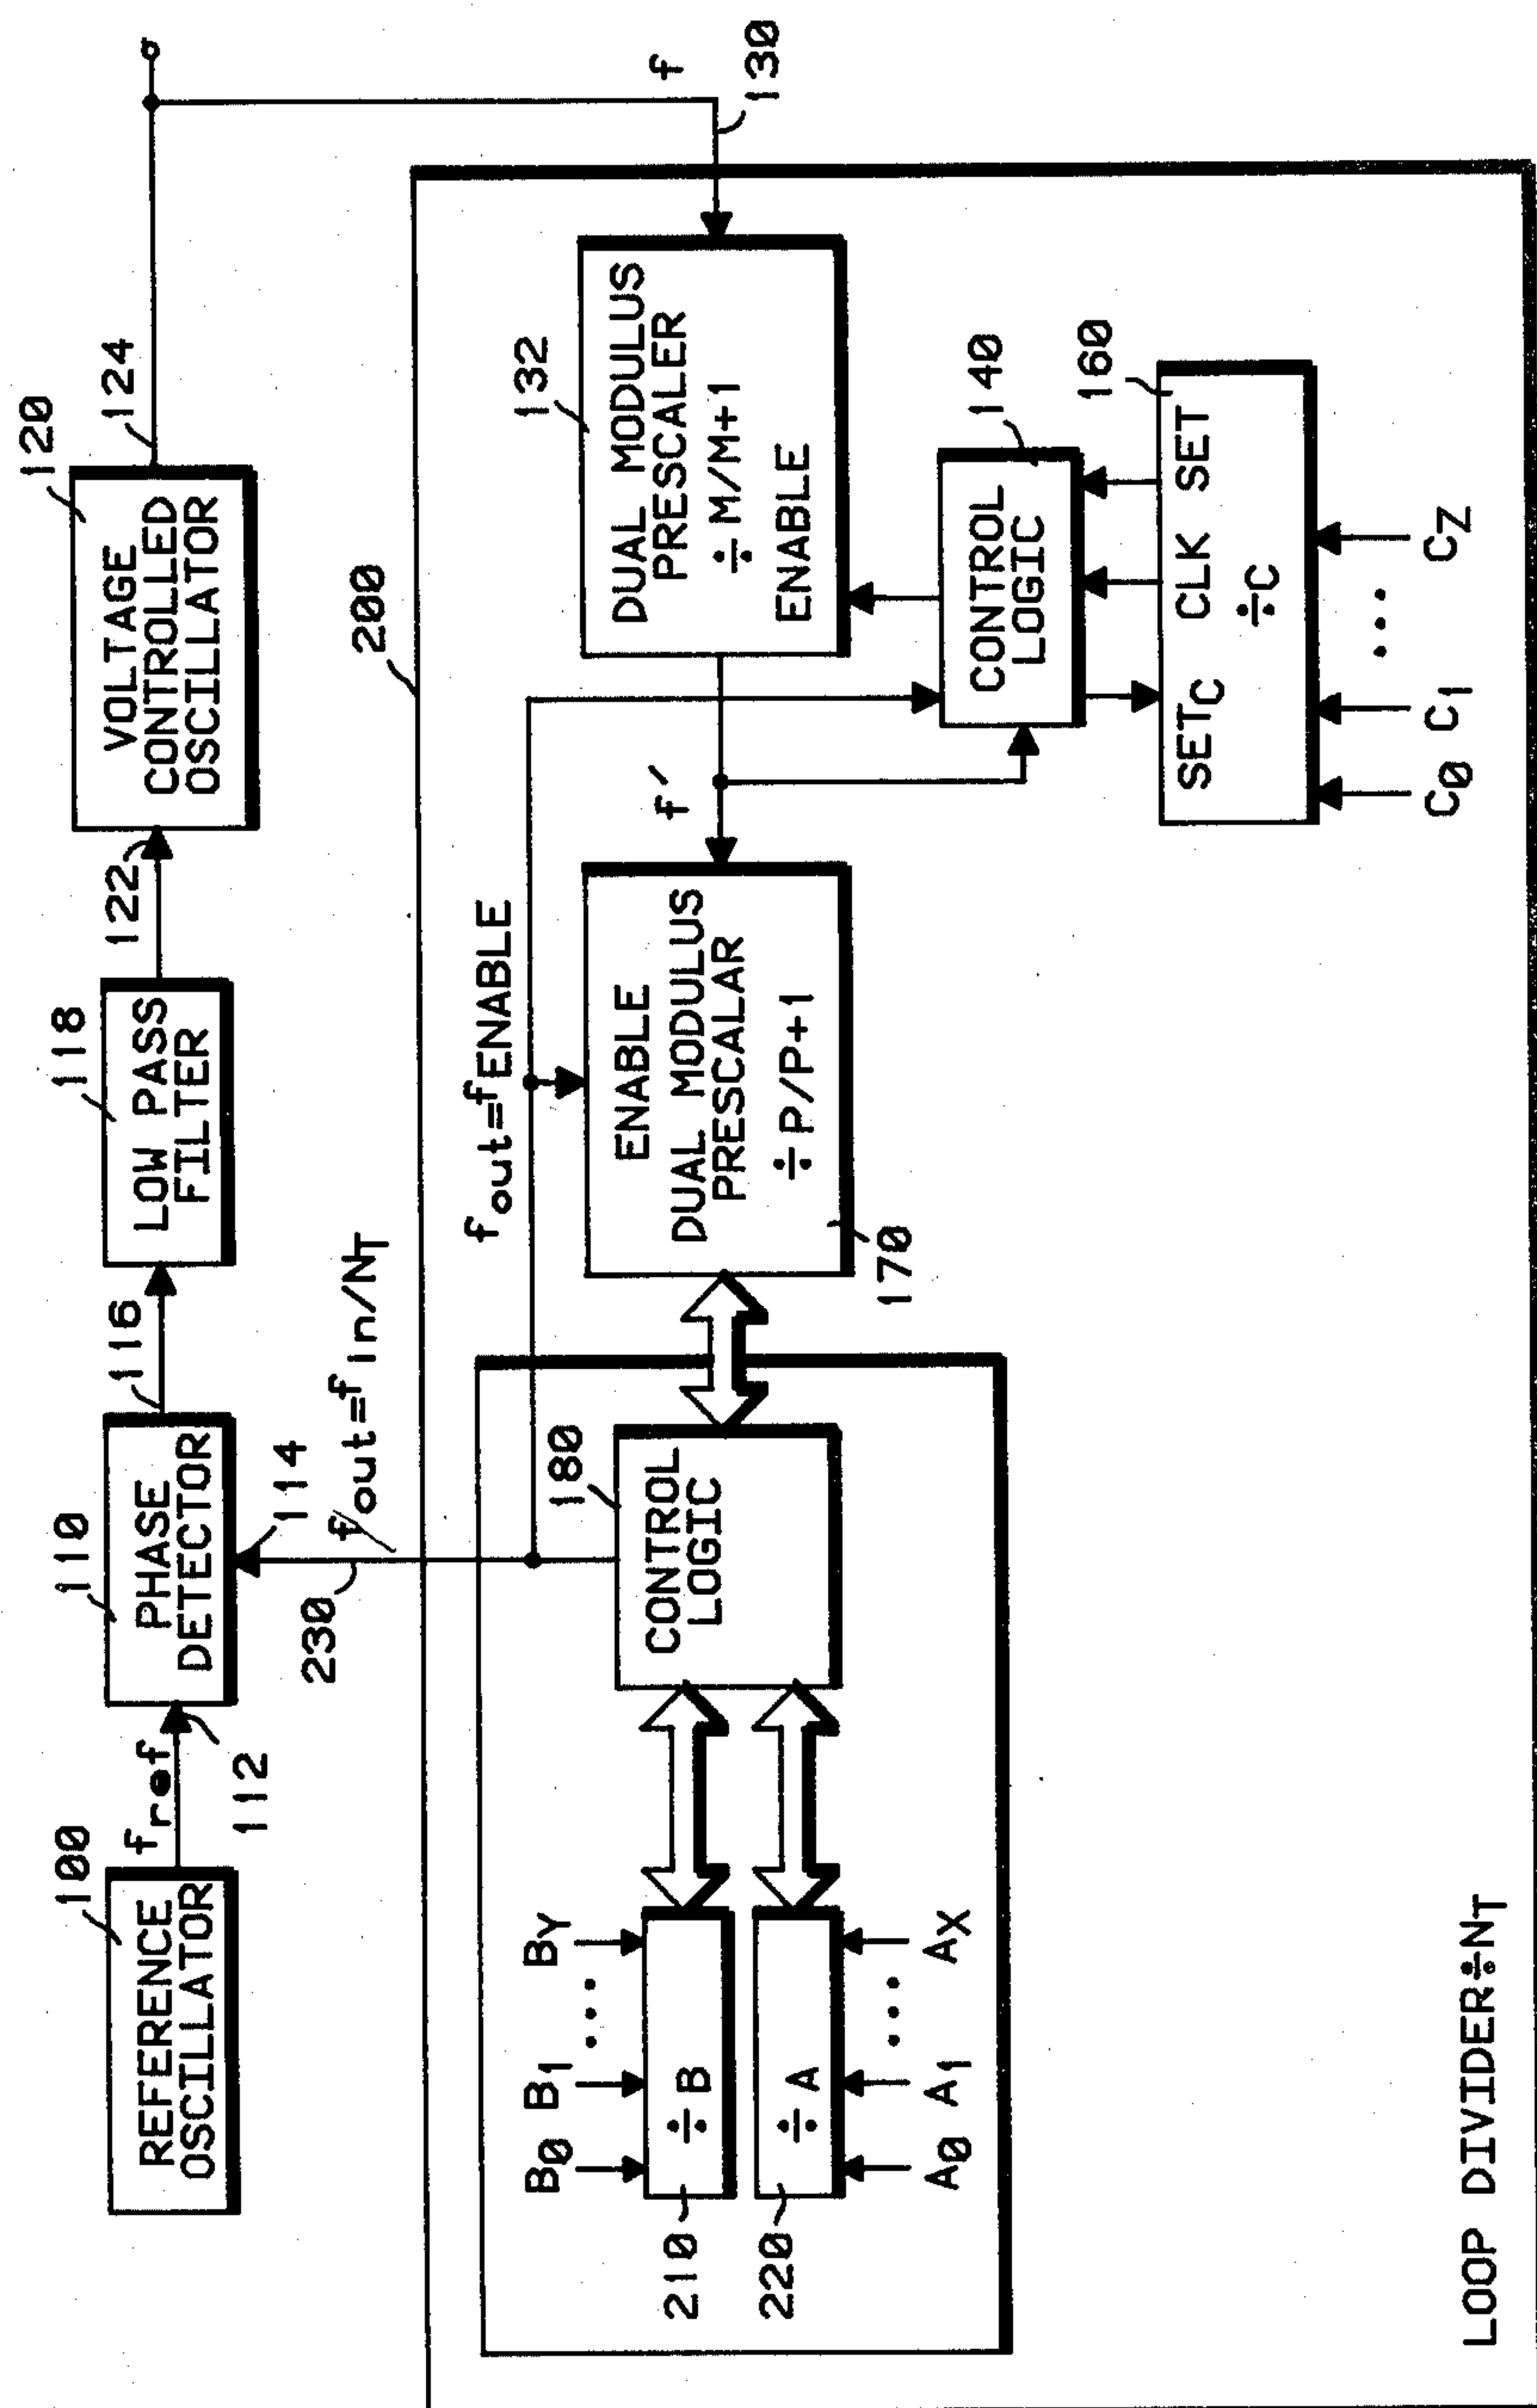 100
REFERENCE
OSCILLATOR
fref
112
110
PHASE
DETECTOR
114
116
118
LOW PASS
FILTER
122
120
VOLTAGE
CONTROLLED
OSCILLATOR
124
230
fout=fin/NT
200
f
130
fout=fENABLE
B0 B1 ... BY
÷B
210
÷A
220
A0 A1 ... AX
180
CONTROL
LOGIC
ENABLE
DUAL MODULUS
PRESCALAR
÷P/P+1
170
f'
132
DUAL MODULUS
PRESCALER
÷M/M+1
ENABLE
140
CONTROL
LOGIC
160
SETC CLK SET
÷C
C0 C1 ... CZ
LOOP DIVIDER÷NT